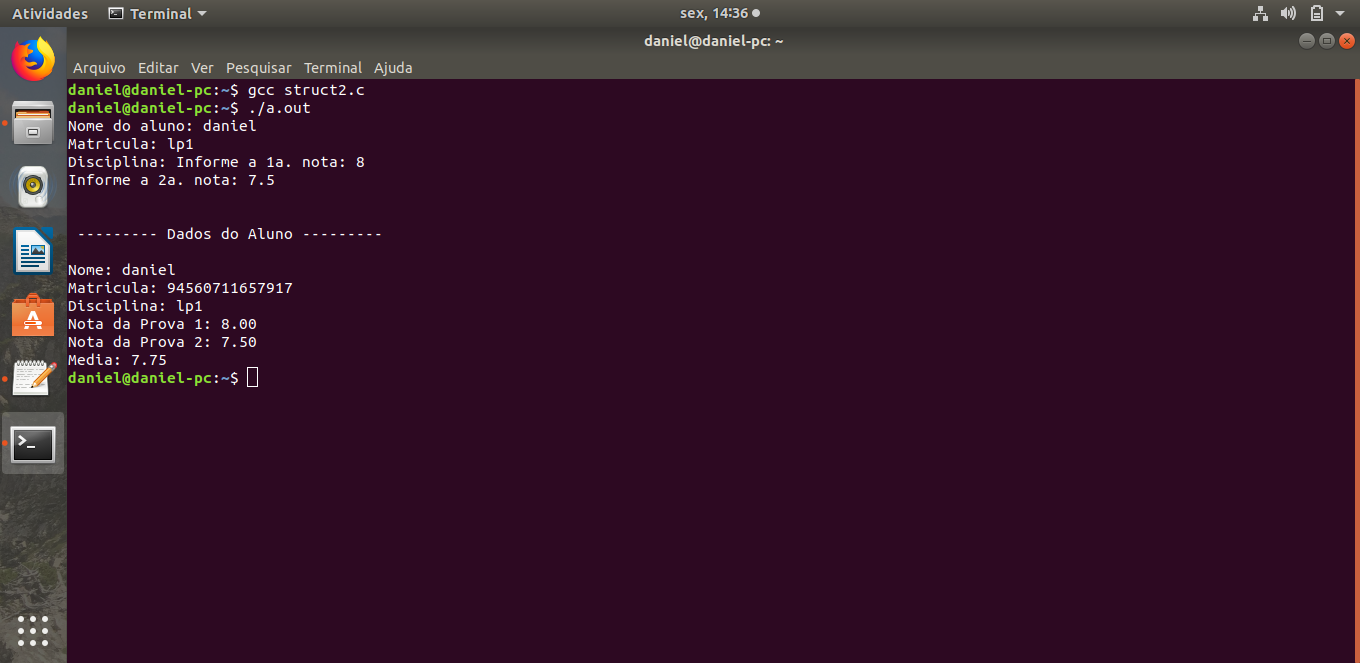 Atividades Terminal sex, 14:36
daniel@daniel-pc: ~
Arquivo Editar Ver Pesquisar Terminal Ajuda
daniel@daniel-pc:~$ gcc struct2.c
daniel@daniel-pc:~$ ./a.out
Nome do aluno: daniel
Matricula: lp1
Disciplina: Informe a 1a. nota: 8
Informe a 2a. nota: 7.5
--------- Dados do Aluno ---------
Nome: daniel
Matricula: 94560711657917
Disciplina: lp1
Nota da Prova 1: 8.00
Nota da Prova 2: 7.50
Media: 7.75
daniel@daniel-pc:~$